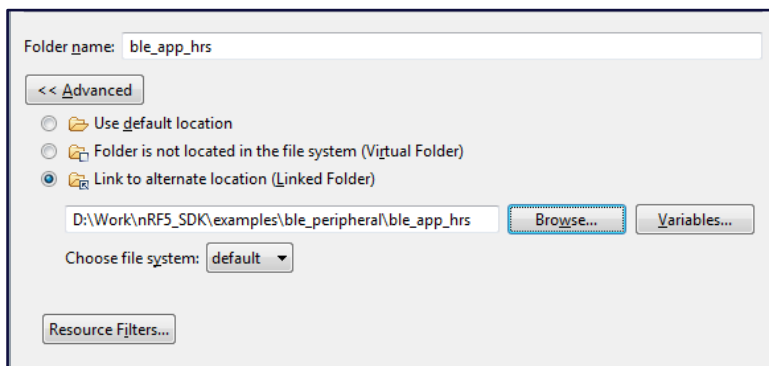 Folder name: ble_app_hrs
<< Advanced
Use default location
Folder is not located in the file system (Virtual Folder)
Link to alternate location (Linked Folder)
D:\Work\nRF5_SDK\examples\ble_peripheral\ble_app_hrs Browse... Variables...
Choose file system: default
Resource Filters...